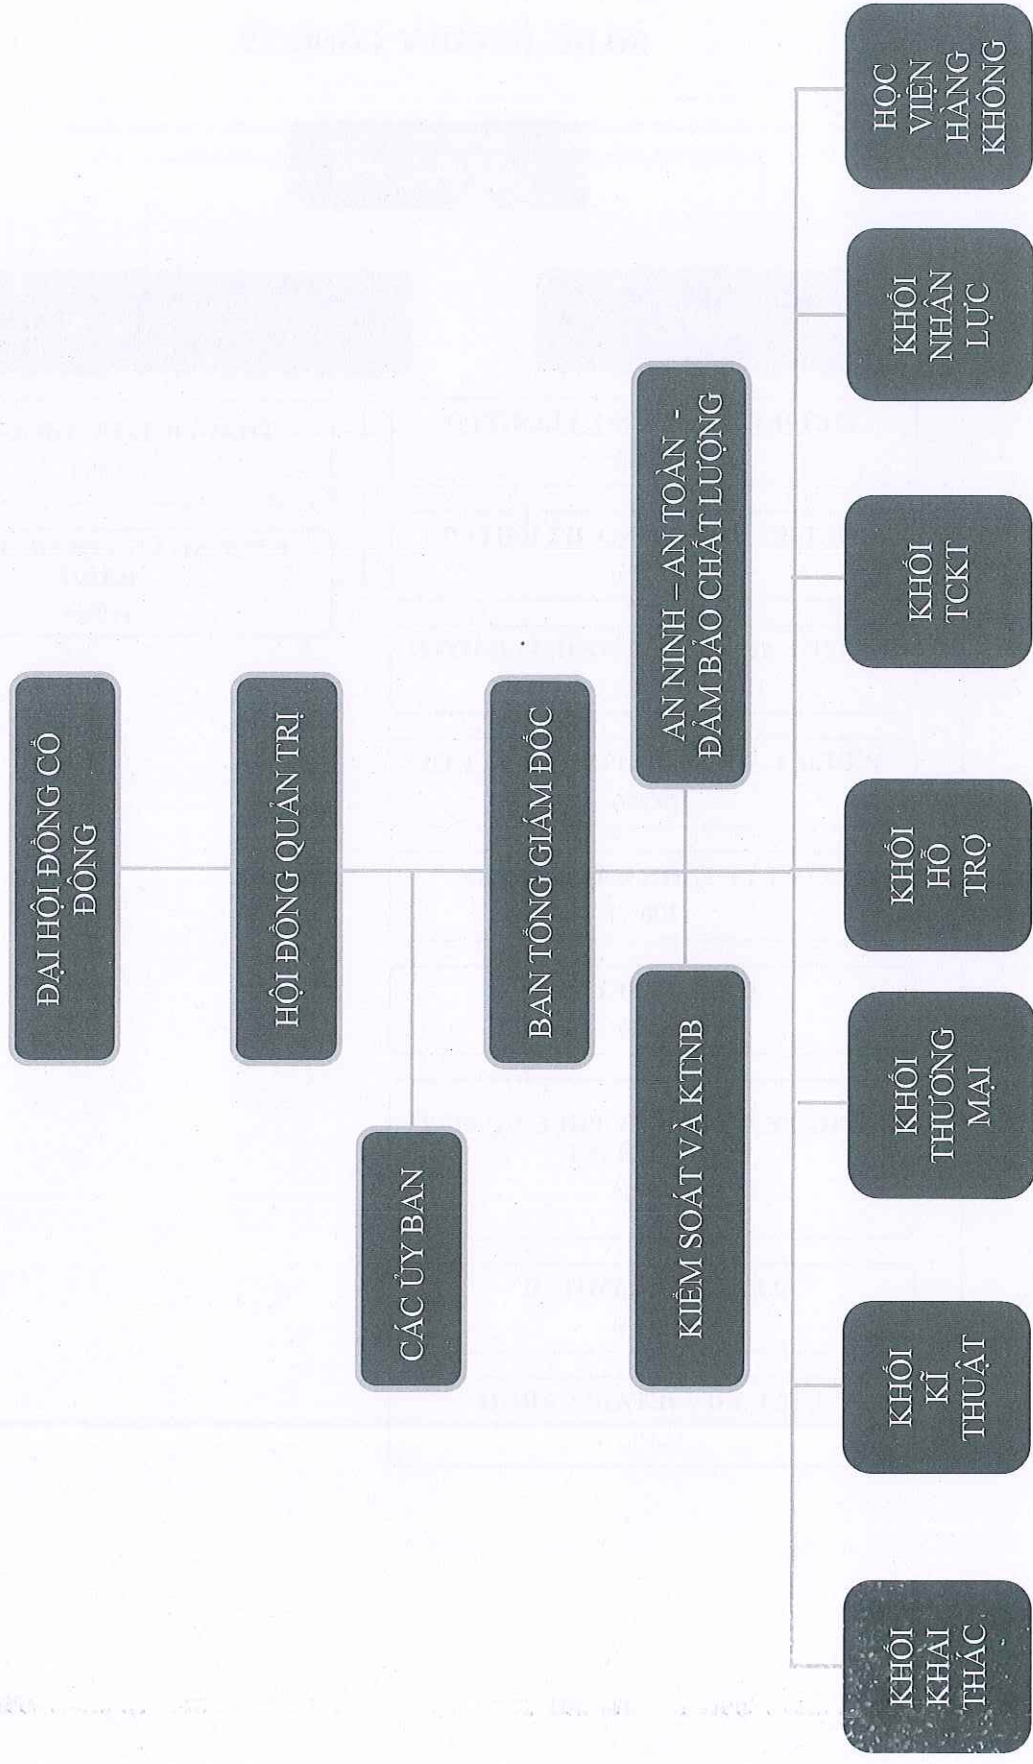 ĐẠI HỘI ĐỒNG CỔ
ĐÔNG
HỘI ĐỒNG QUẢN TRỊ
CÁC ỦY BAN
BAN TỔNG GIÁM ĐỐC
KIỂM SOÁT VÀ KTNB
AN NINH – AN TOÀN -
ĐẢM BẢO CHẤT LƯỢNG
KHỐI
KHAI
THÁC
KHỐI
KĨ
THUẬT
KHỐI
THƯƠNG
MẠI
KHỐI
HỖ
TRỢ
KHỐI
TCKT
KHỐI
NHÂN
LỰC
HỌC
VIỆN
HÀNG
KHÔNG